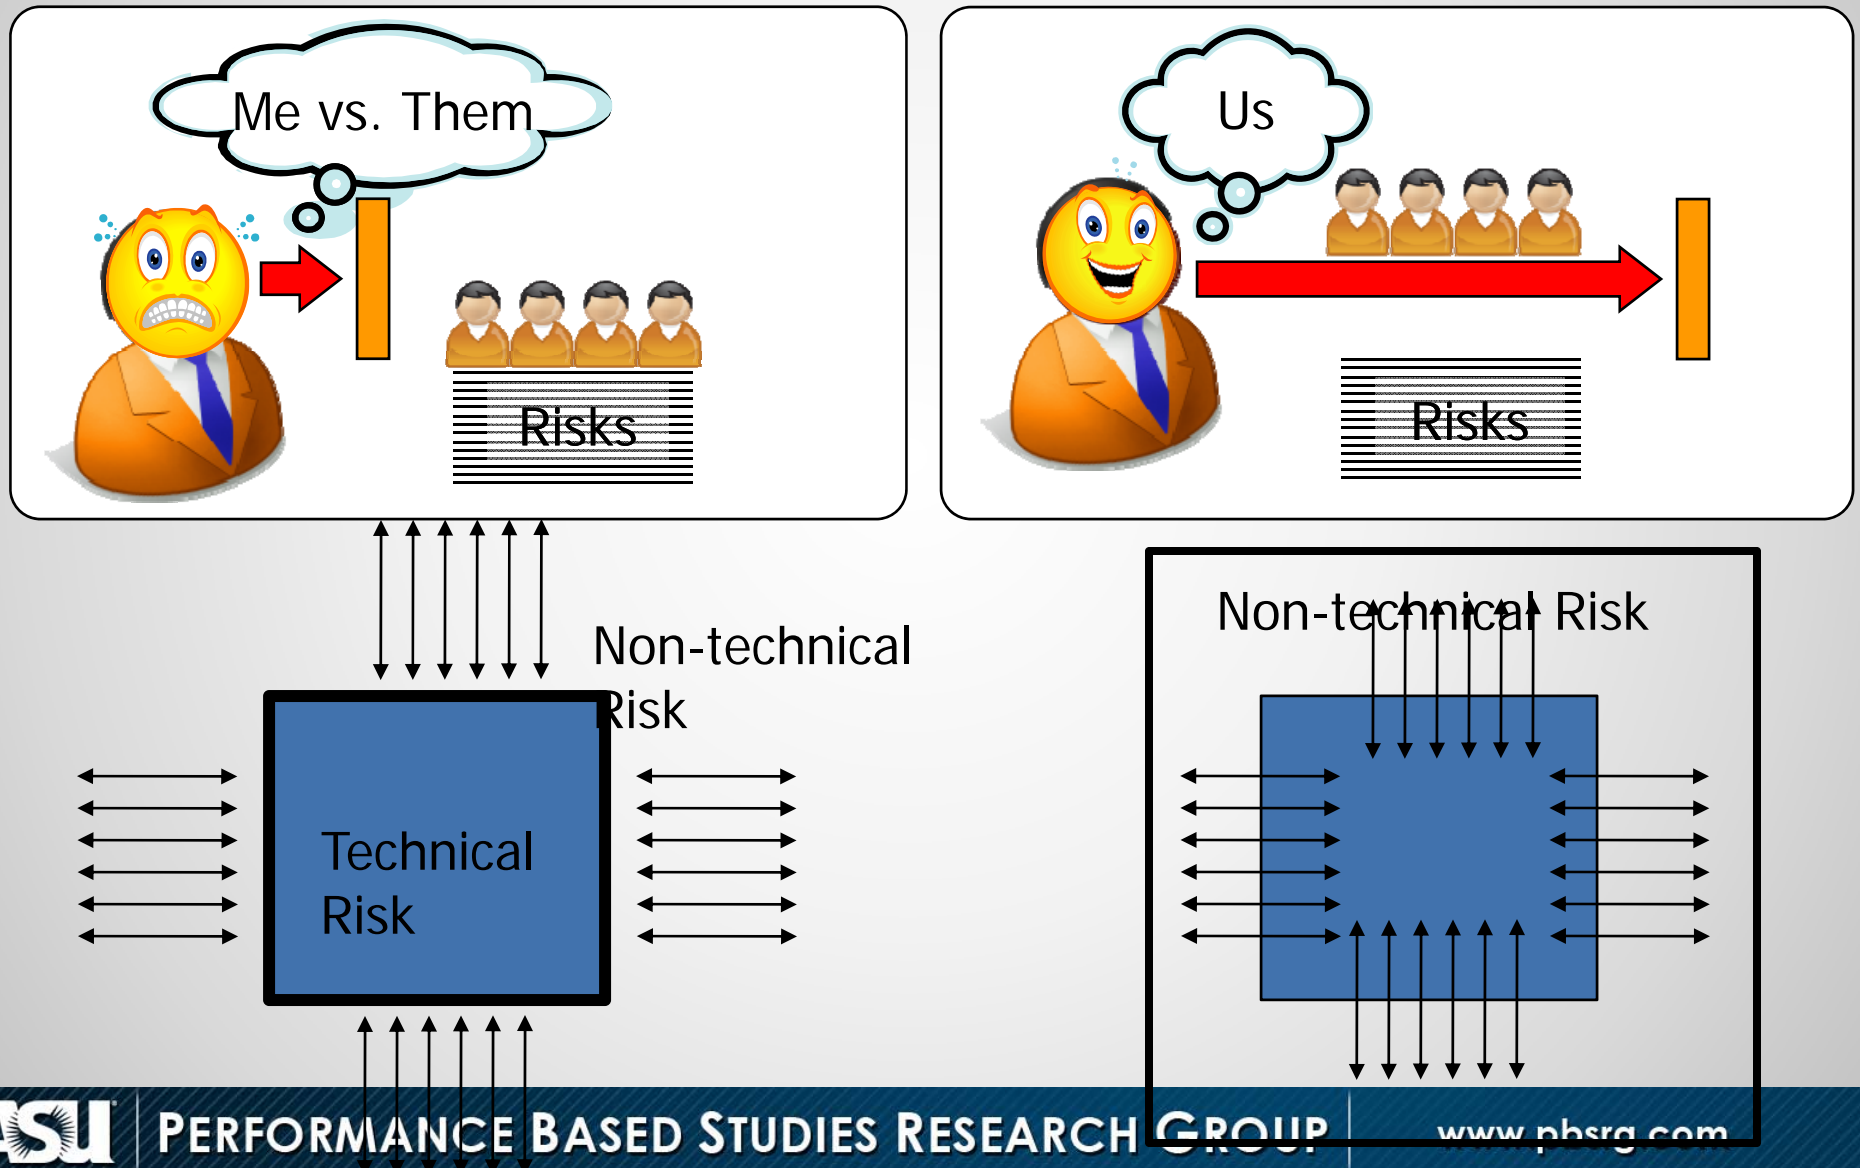 Me vs. Them
Us
Risks
Risks
Non-technical
Risk
Non-technical Risk
Technical
Risk
ASU
PERFORMANCE BASED STUDIES RESEARCH GROUP
www.pbsrg.com